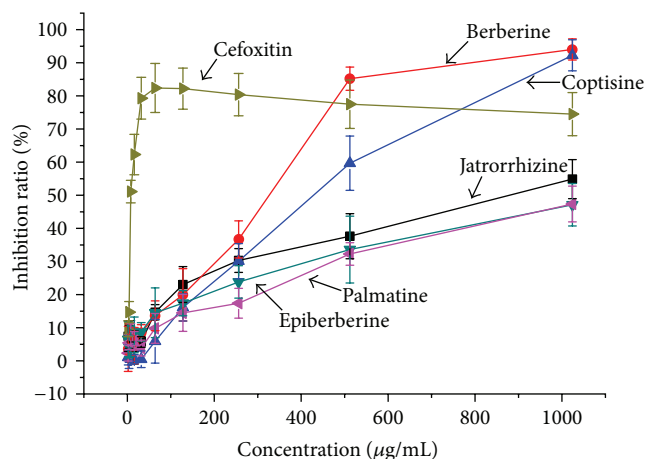 100
90
80
70
60
50
40
30
20
10
0
−10
Inhibition ratio (%)
Cefoxitin
Berberine
Coptisine
Jatrorrhizine
Palmatine
Epiberberine
0 200 400 600 800 1000
Concentration (μg/mL)